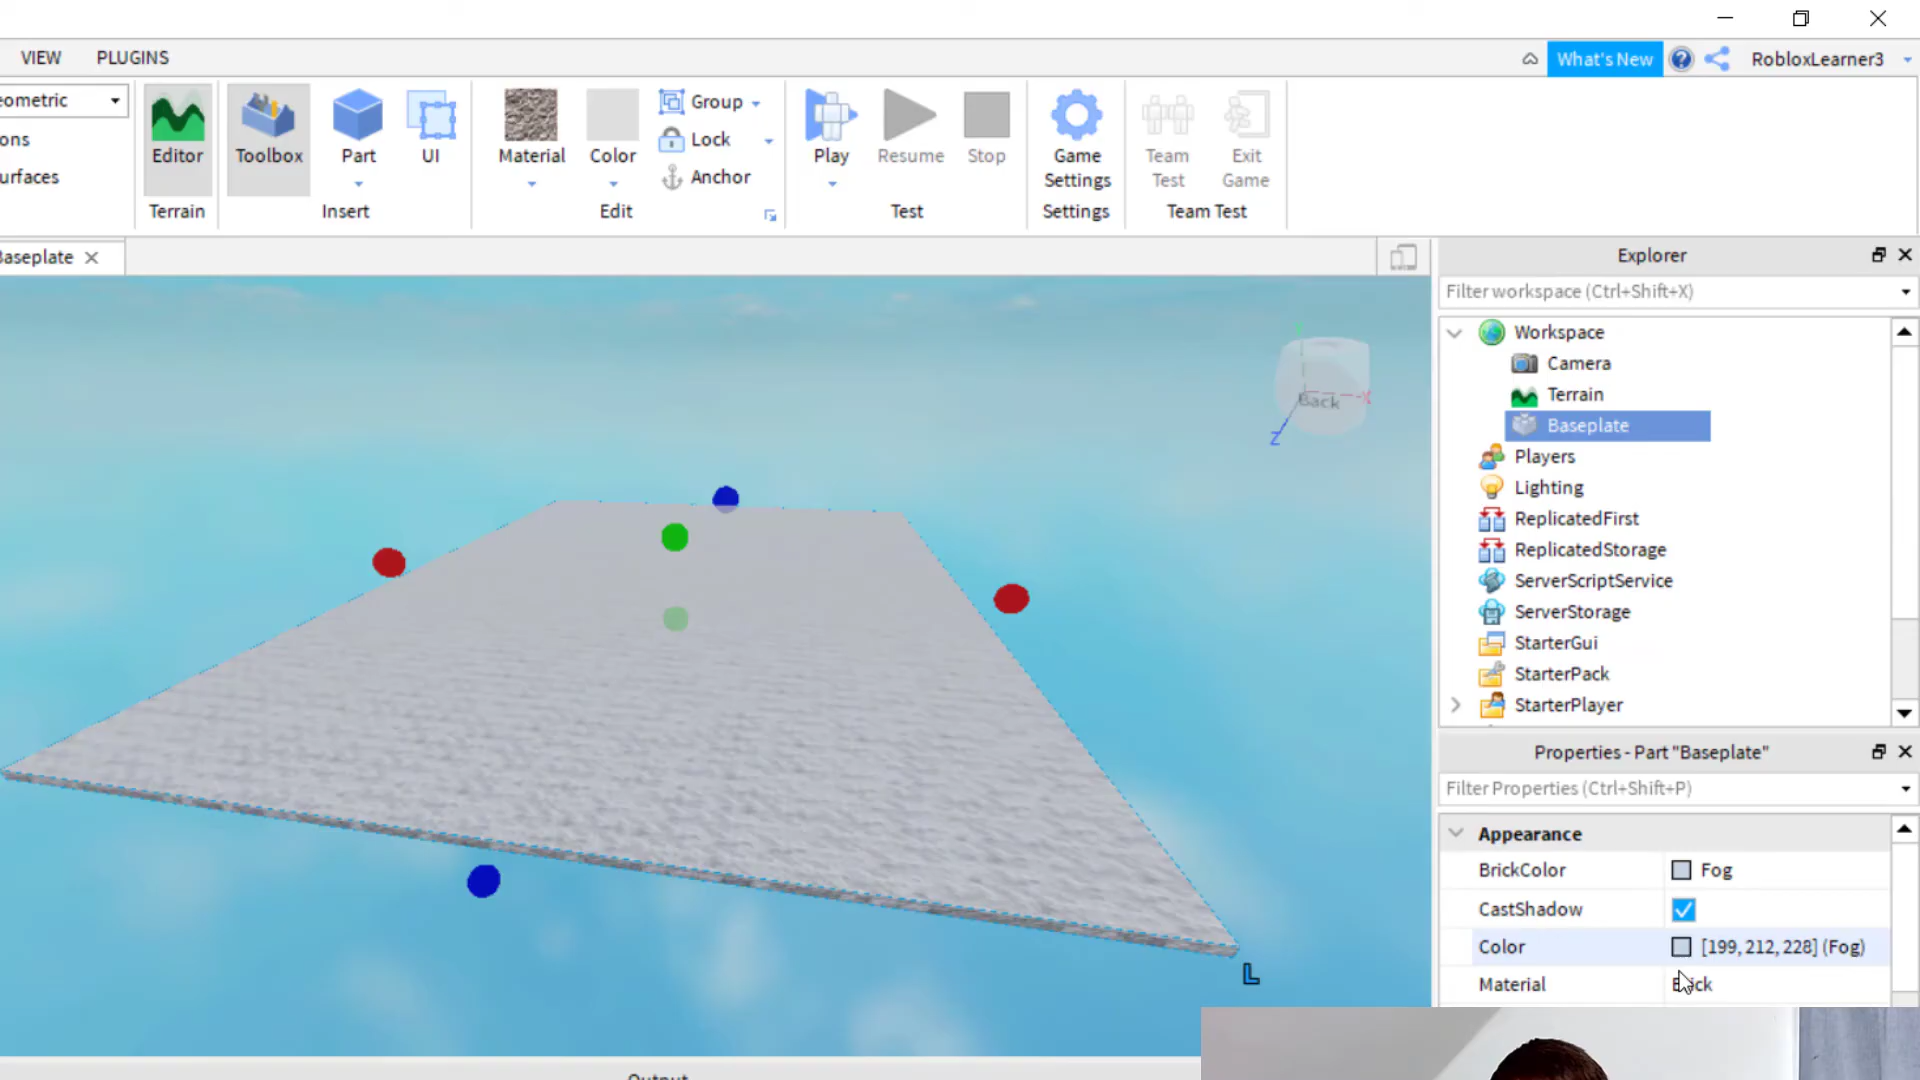 VIEW PLUGINS What's New RobloxLearner3
eometric
ons
urfaces
Editor Toolbox Part UI Material Color Group Lock Anchor Play Resume Stop Game Settings Team Test Exit Game
Terrain Insert Edit Test Settings Team Test
Baseplate
Explorer
Filter workspace (Ctrl+Shift+X)
Workspace
Camera
Terrain
Baseplate
Players
Lighting
ReplicatedFirst
ReplicatedStorage
ServerScriptService
ServerStorage
StarterGui
StarterPack
StarterPlayer
Back
X
Z
L
Properties - Part "Baseplate"
Filter Properties (Ctrl+Shift+P)
Appearance
BrickColor Fog
CastShadow
Color [199, 212, 228] (Fog)
Material Brick
Output